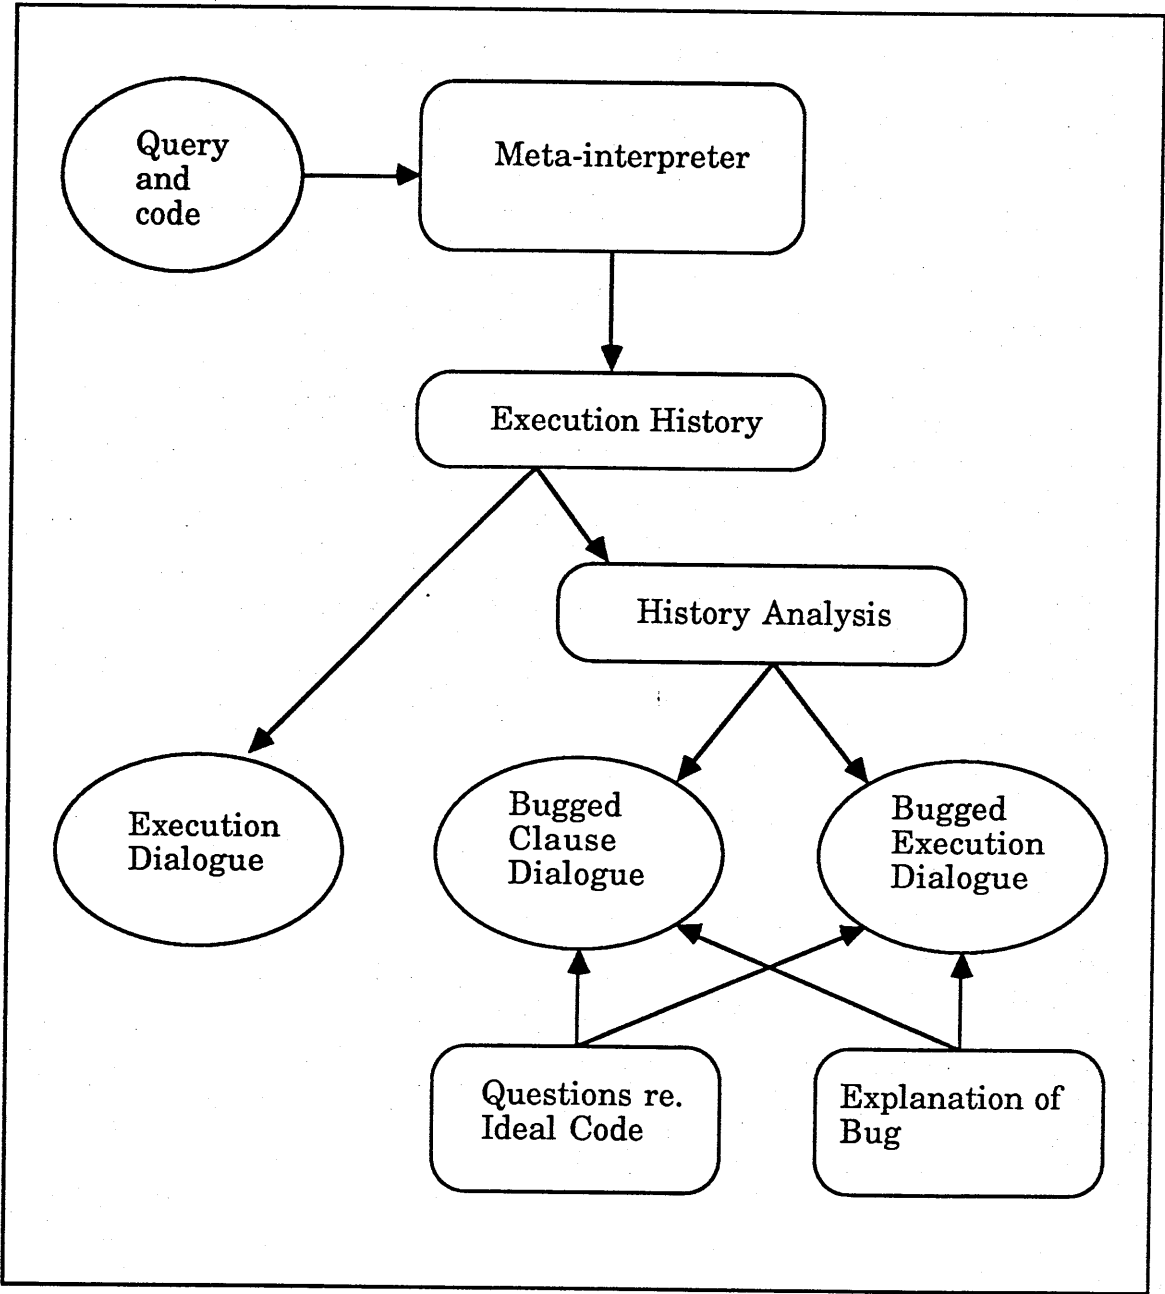 Query
and
code
Meta-interpreter
Execution History
History Analysis
Execution
Dialogue
Bugged
Clause
Dialogue
Bugged
Execution
Dialogue
Questions re.
Ideal Code
Explanation of
Bug